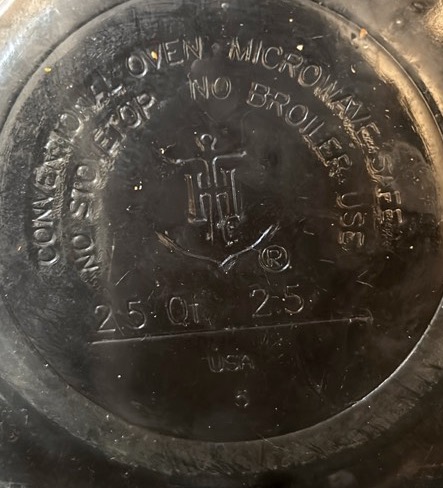 CONVENTIONAL OVEN MICROWAVE SAFE
NO STOVETOP NO BROILER USE
®
2.5 Qt 2.5
USA